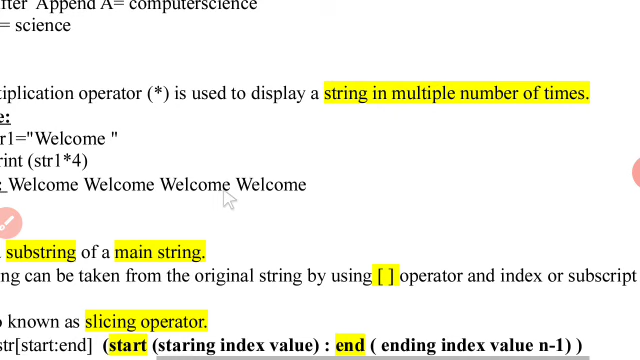 After Append A= computerscience
= science
tiplication operator (*) is used to display a string in multiple number of times.
e:
r1="Welcome "
rint (str1*4)
: Welcome Welcome Welcome Welcome
substring of a main string.
ng can be taken from the original string by using [ ] operator and index or subscript
o known as slicing operator.
str[start:end] (start (staring index value) : end ( ending index value n-1) )